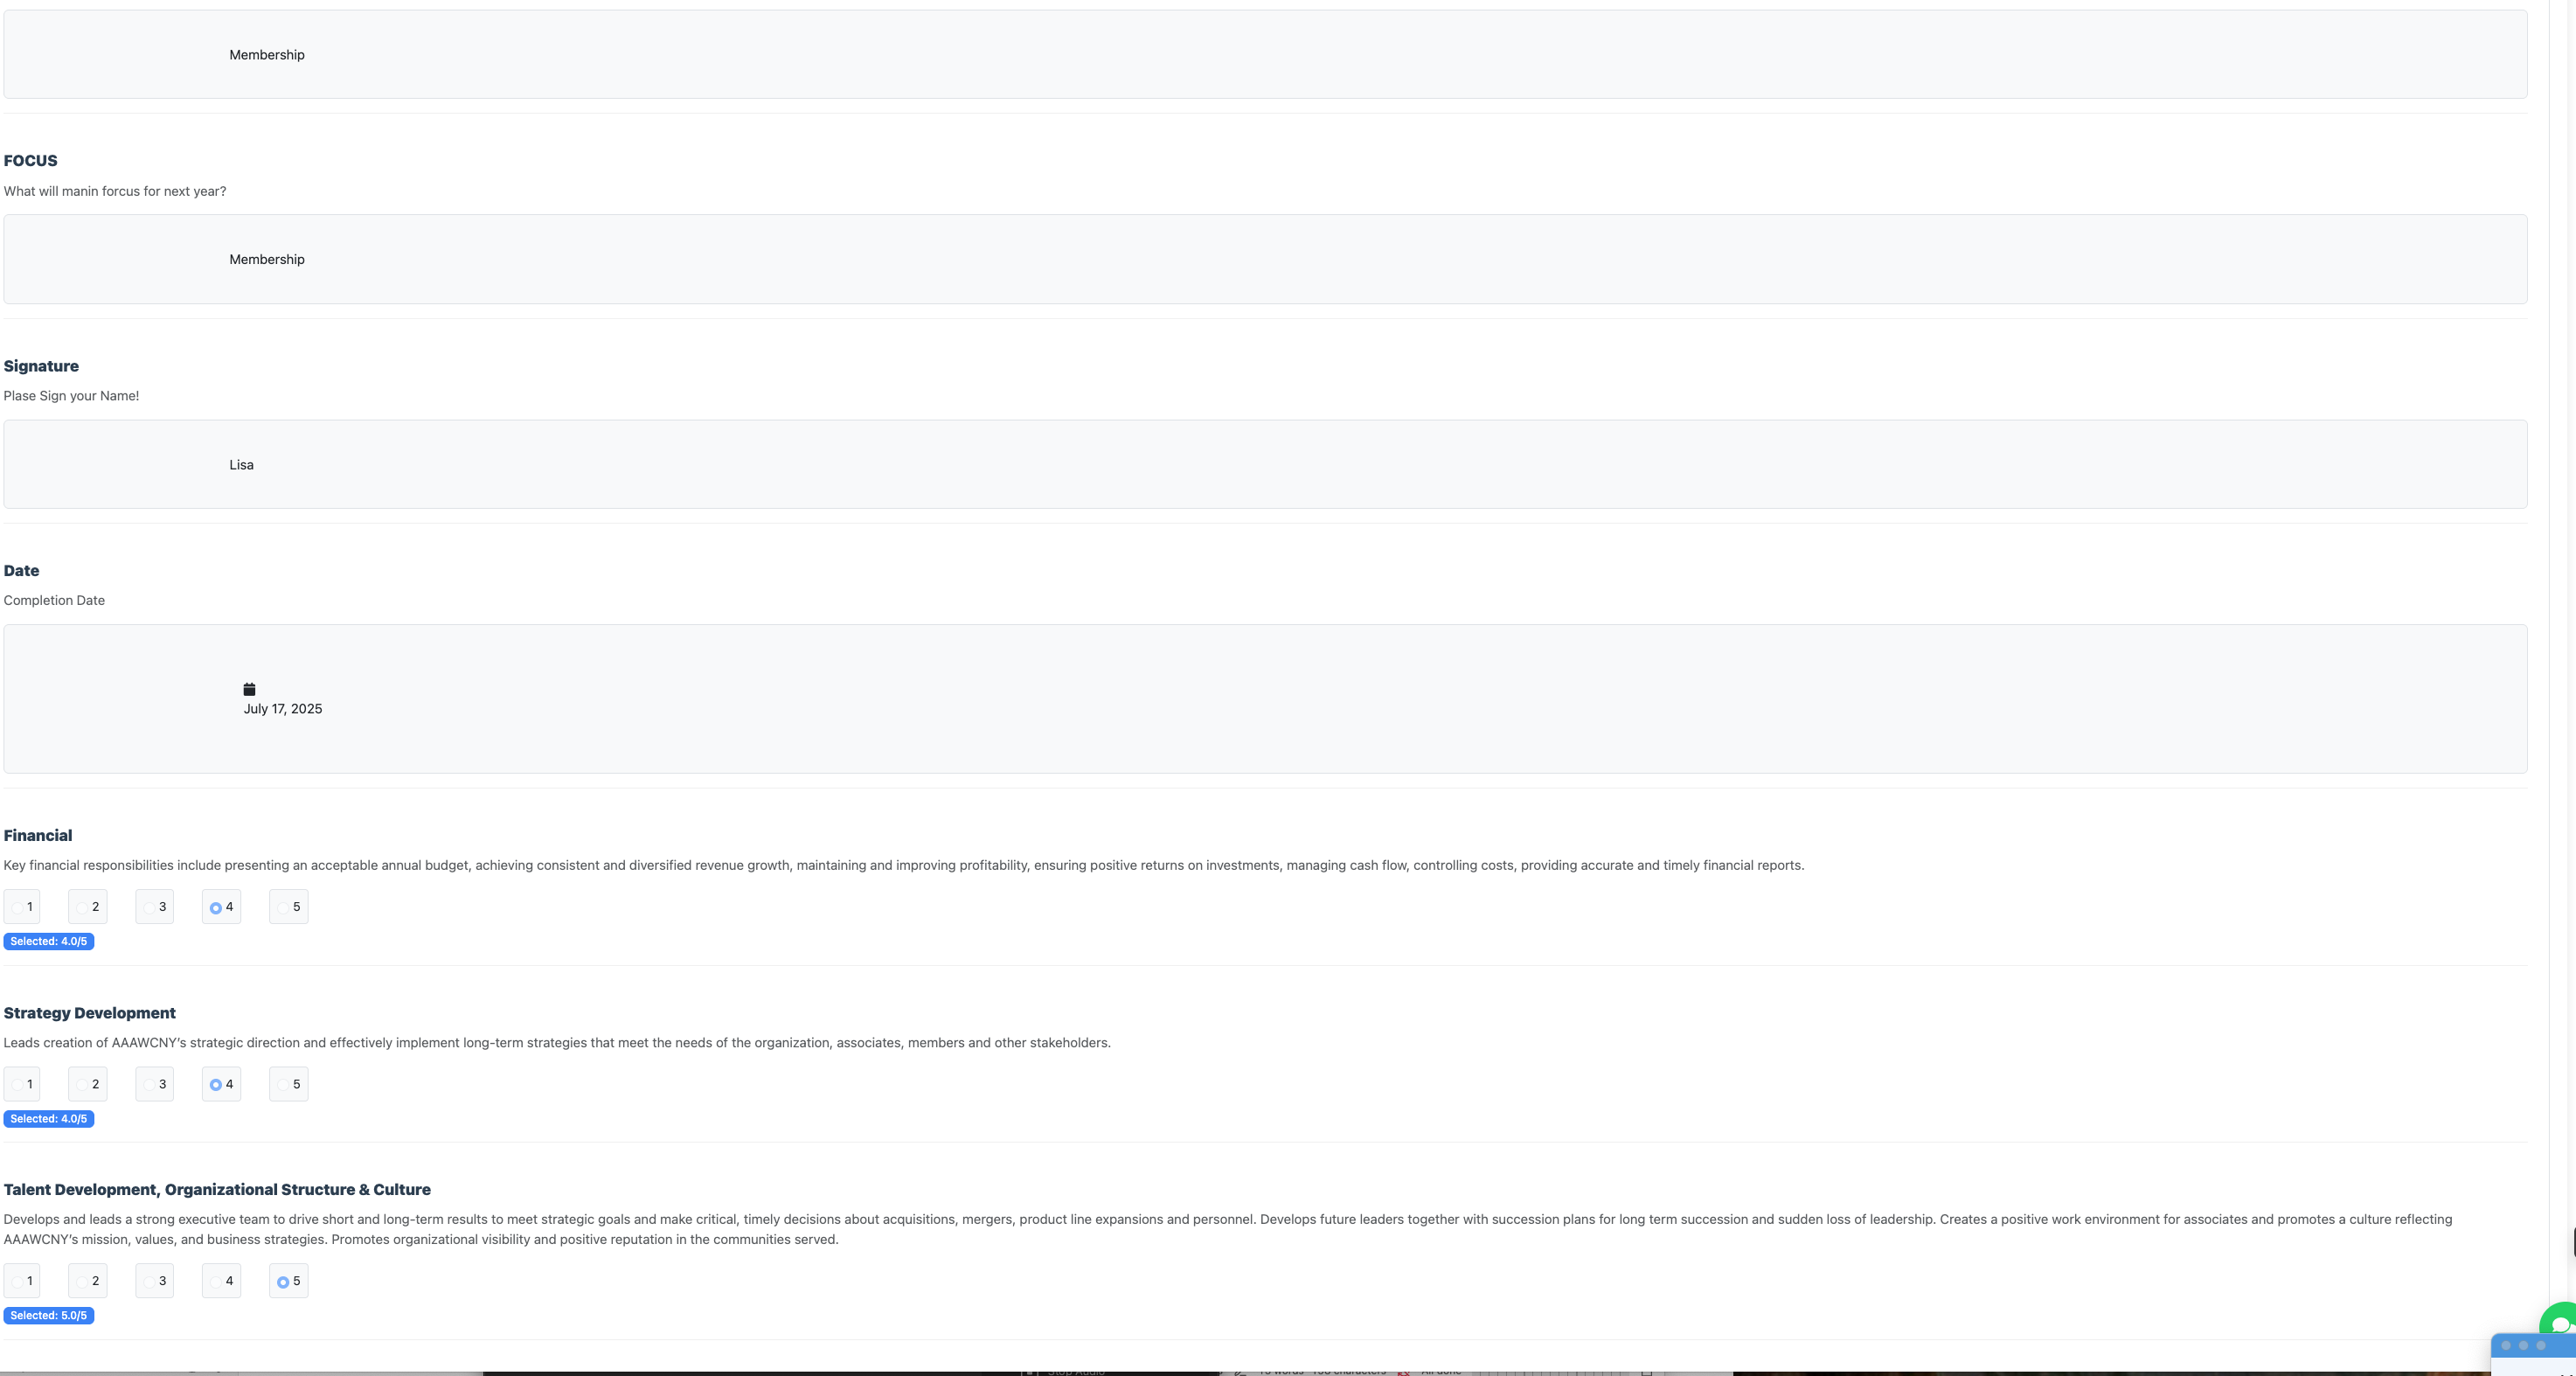 Membership
FOCUS
What will manin forcus for next year?
Membership
Signature
Plase Sign your Name!
Lisa
Date
Completion Date
July 17, 2025
Financial
Key financial responsibilities include presenting an acceptable annual budget, achieving consistent and diversified revenue growth, maintaining and improving profitability, ensuring positive returns on investments, managing cash flow, controlling costs, providing accurate and timely financial reports.
1 2 3 4 5
Selected: 4.0/5
Strategy Development
Leads creation of AAAWCNY's strategic direction and effectively implement long-term strategies that meet the needs of the organization, associates, members and other stakeholders.
1 2 3 4 5
Selected: 4.0/5
Talent Development, Organizational Structure & Culture
Develops and leads a strong executive team to drive short and long-term results to meet strategic goals and make critical, timely decisions about acquisitions, mergers, product line expansions and personnel. Develops future leaders together with succession plans for long term succession and sudden loss of leadership. Creates a positive work environment for associates and promotes a culture reflecting
AAAWCNY's mission, values, and business strategies. Promotes organizational visibility and positive reputation in the communities served.
1 2 3 4 5
Selected: 5.0/5